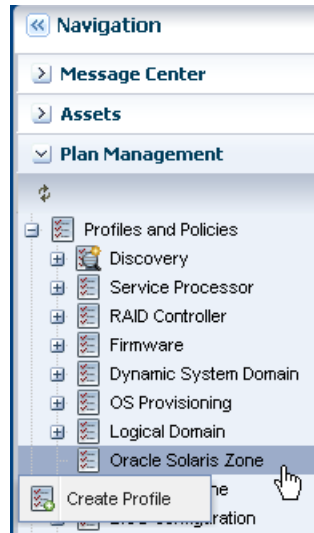 Navigation
Message Center
Assets
Plan Management
Profiles and Policies
Discovery
Service Processor
RAID Controller
Firmware
Dynamic System Domain
OS Provisioning
Logical Domain
Oracle Solaris Zone
Create Profile